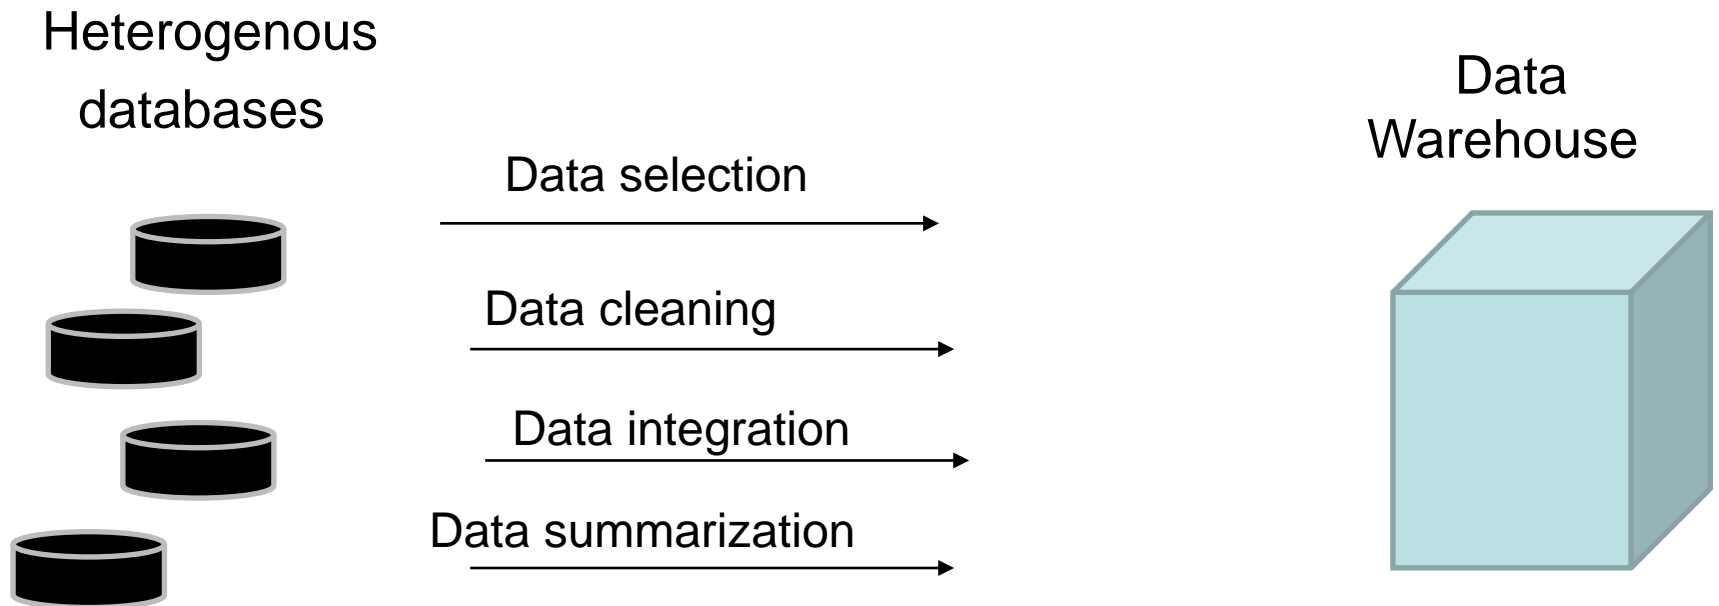 Heterogenous
databases
Data
Warehouse
Data selection
Data cleaning
Data integration
Data summarization